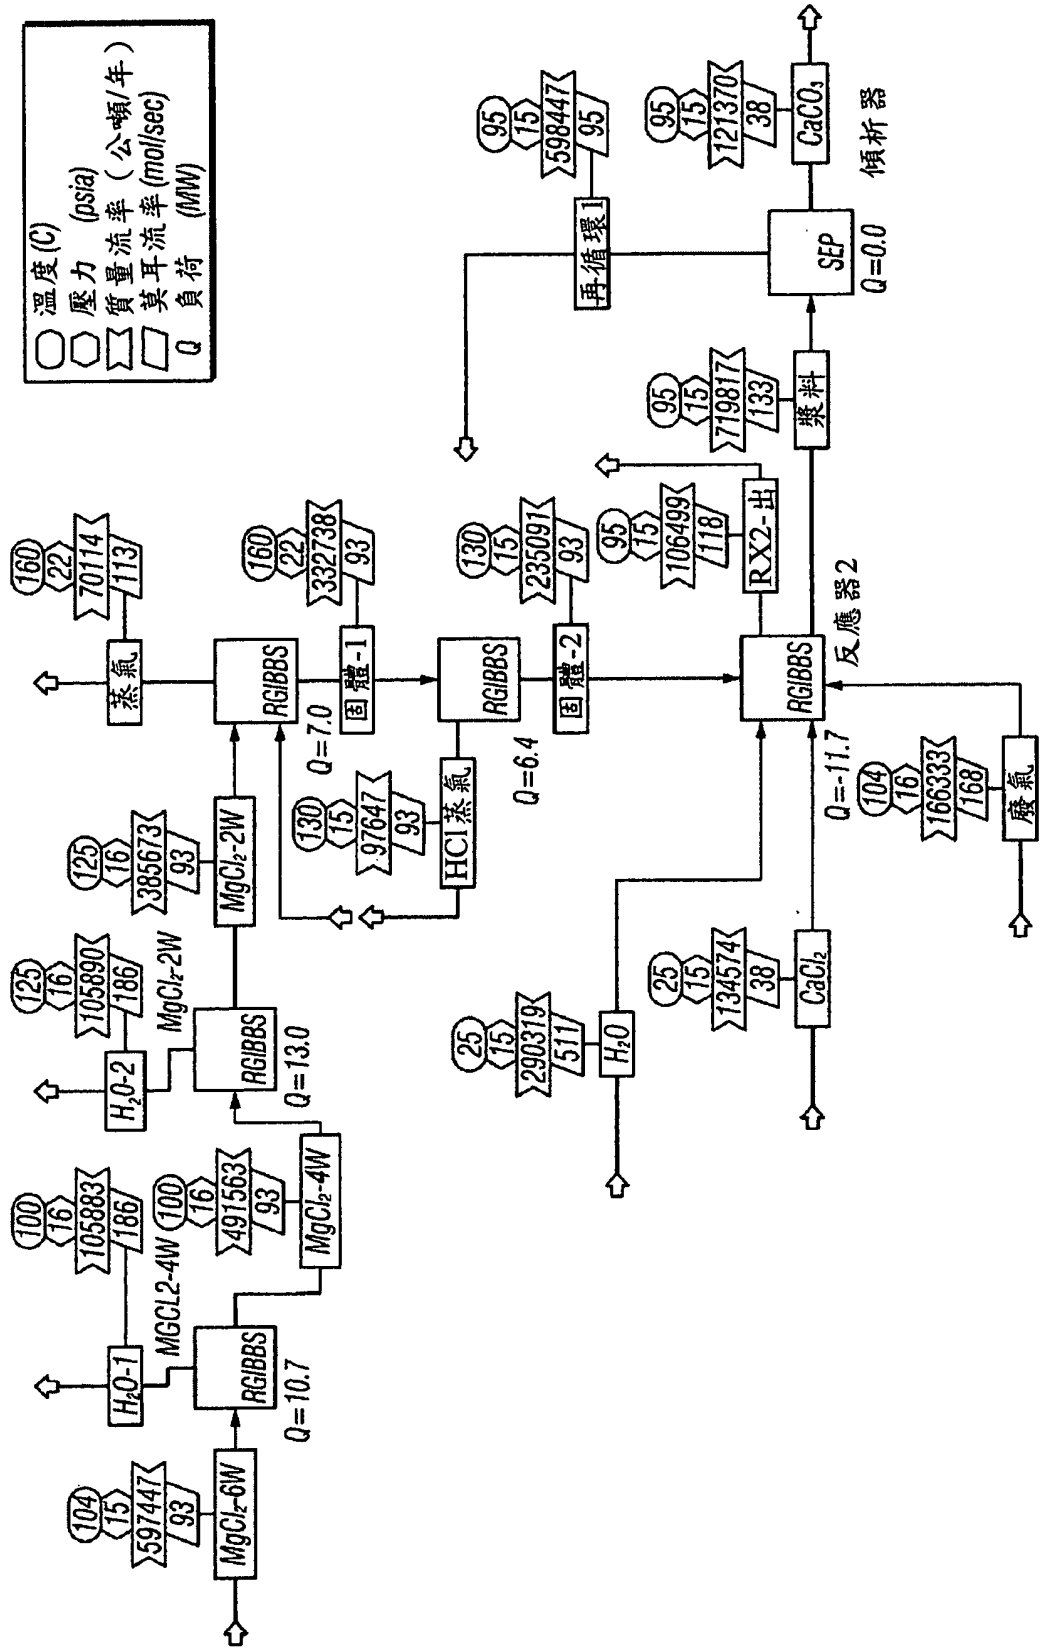 溫度(C)
壓力 (psia)
質量流率(公噸/年)
莫耳流率(mol/sec)
Q 負荷 (MW)
104
15
597447
93
MgCl₂-6W
RGIBBS
Q=10.7
100
16
105883
186
H₂O-1
MGCL2-4W
100
16
491563
93
MgCl₂-4W
RGIBBS
Q=13.0
125
16
105890
186
H₂O-2
MgCl₂-2W
125
16
385673
93
MgCl₂-2W
RGIBBS
Q=7.0
160
22
70114
113
蒸氣
160
22
332738
93
固體-1
RGIBBS
Q=6.4
130
15
97647
93
HCl蒸氣
130
15
235091
93
固體-2
25
15
290319
511
H₂O
25
15
134574
38
CaCl₂
104
16
166333
168
廢氣
RGIBBS
Q=-11.7
反應器2
95
15
106499
118
RX2-出
95
15
719817
133
漿料
SEP
Q=0.0
95
15
598447
95
再循環1
95
15
121370
38
CaCO₃
傾析器